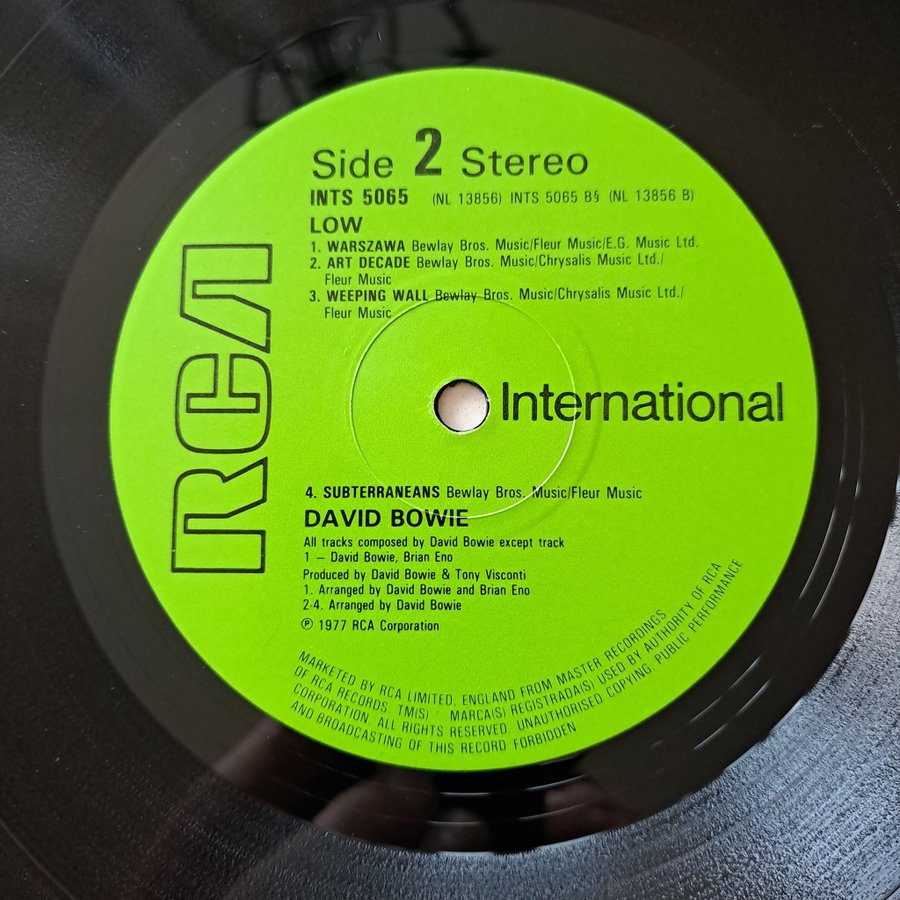 Side 2 Stereo
INTS 5065 (NL 13856) INTS 5065 B§ (NL 13856 B)
LOW
1. WARSZAWA Bewlay Bros. Music/Fleur Music/E.G. Music Ltd.
2. ART DECADE Bewlay Bros. Music/Chrysalis Music Ltd./
Fleur Music
3. WEEPING WALL Bewlay Bros. Music/Chrysalis Music Ltd./
Fleur Music
RCA
International
4. SUBTERRANEANS Bewlay Bros. Music/Fleur Music
DAVID BOWIE
All tracks composed by David Bowie except track
1 – David Bowie, Brian Eno
Produced by David Bowie & Tony Visconti
1. Arranged by David Bowie and Brian Eno
2-4. Arranged by David Bowie
℗ 1977 RCA Corporation
MARKETED BY RCA LIMITED, ENGLAND FROM MASTER RECORDINGS
OF RCA RECORDS. TM(S) MARCA(S) REGISTRADA(S) USED BY AUTHORITY OF RCA
CORPORATION. ALL RIGHTS RESERVED. UNAUTHORISED COPYING, PUBLIC PERFORMANCE
AND BROADCASTING OF THIS RECORD FORBIDDEN